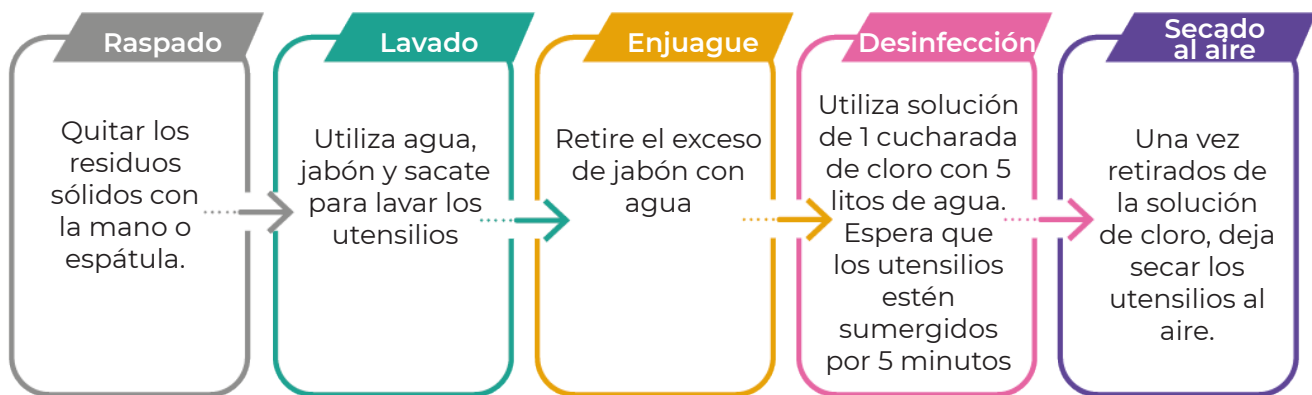 Raspado
Quitar los
residuos
sólidos con
la mano o
espátula.
Lavado
Utiliza agua,
jabón y sacate
para lavar los
utensilios
Enjuague
Retire el exceso
de jabón con
agua
Desinfección
Utiliza solución
de 1 cucharada
de cloro con 5
litos de agua.
Espera que
los utensilios
estén
sumergidos
por 5 minutos
Secado
al aire
Una vez
retirados de
la solución
de cloro, deja
secar los
utensilios al
aire.